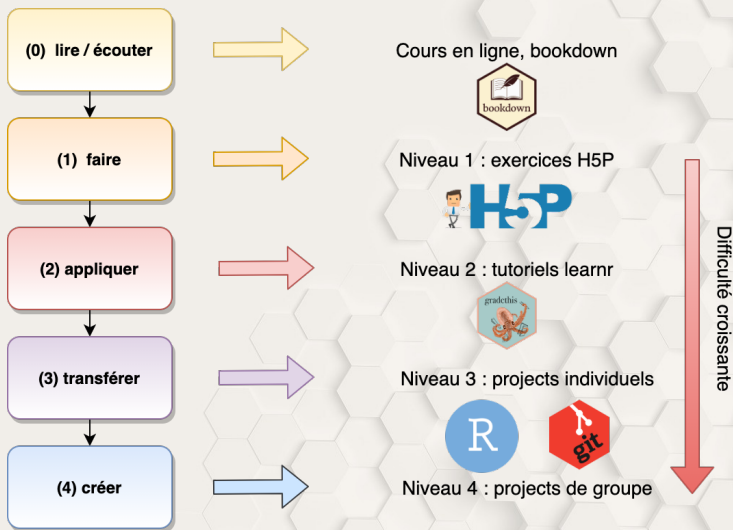 (0) lire / écouter
Cours en ligne, bookdown
bookdown
(1) faire
Niveau 1 : exercices H5P
H5P
(2) appliquer
Niveau 2 : tutoriels learnr
gradethis
(3) transférer
Niveau 3 : projects individuels
R
git
(4) créer
Niveau 4 : projects de groupe
Difficulté croissante